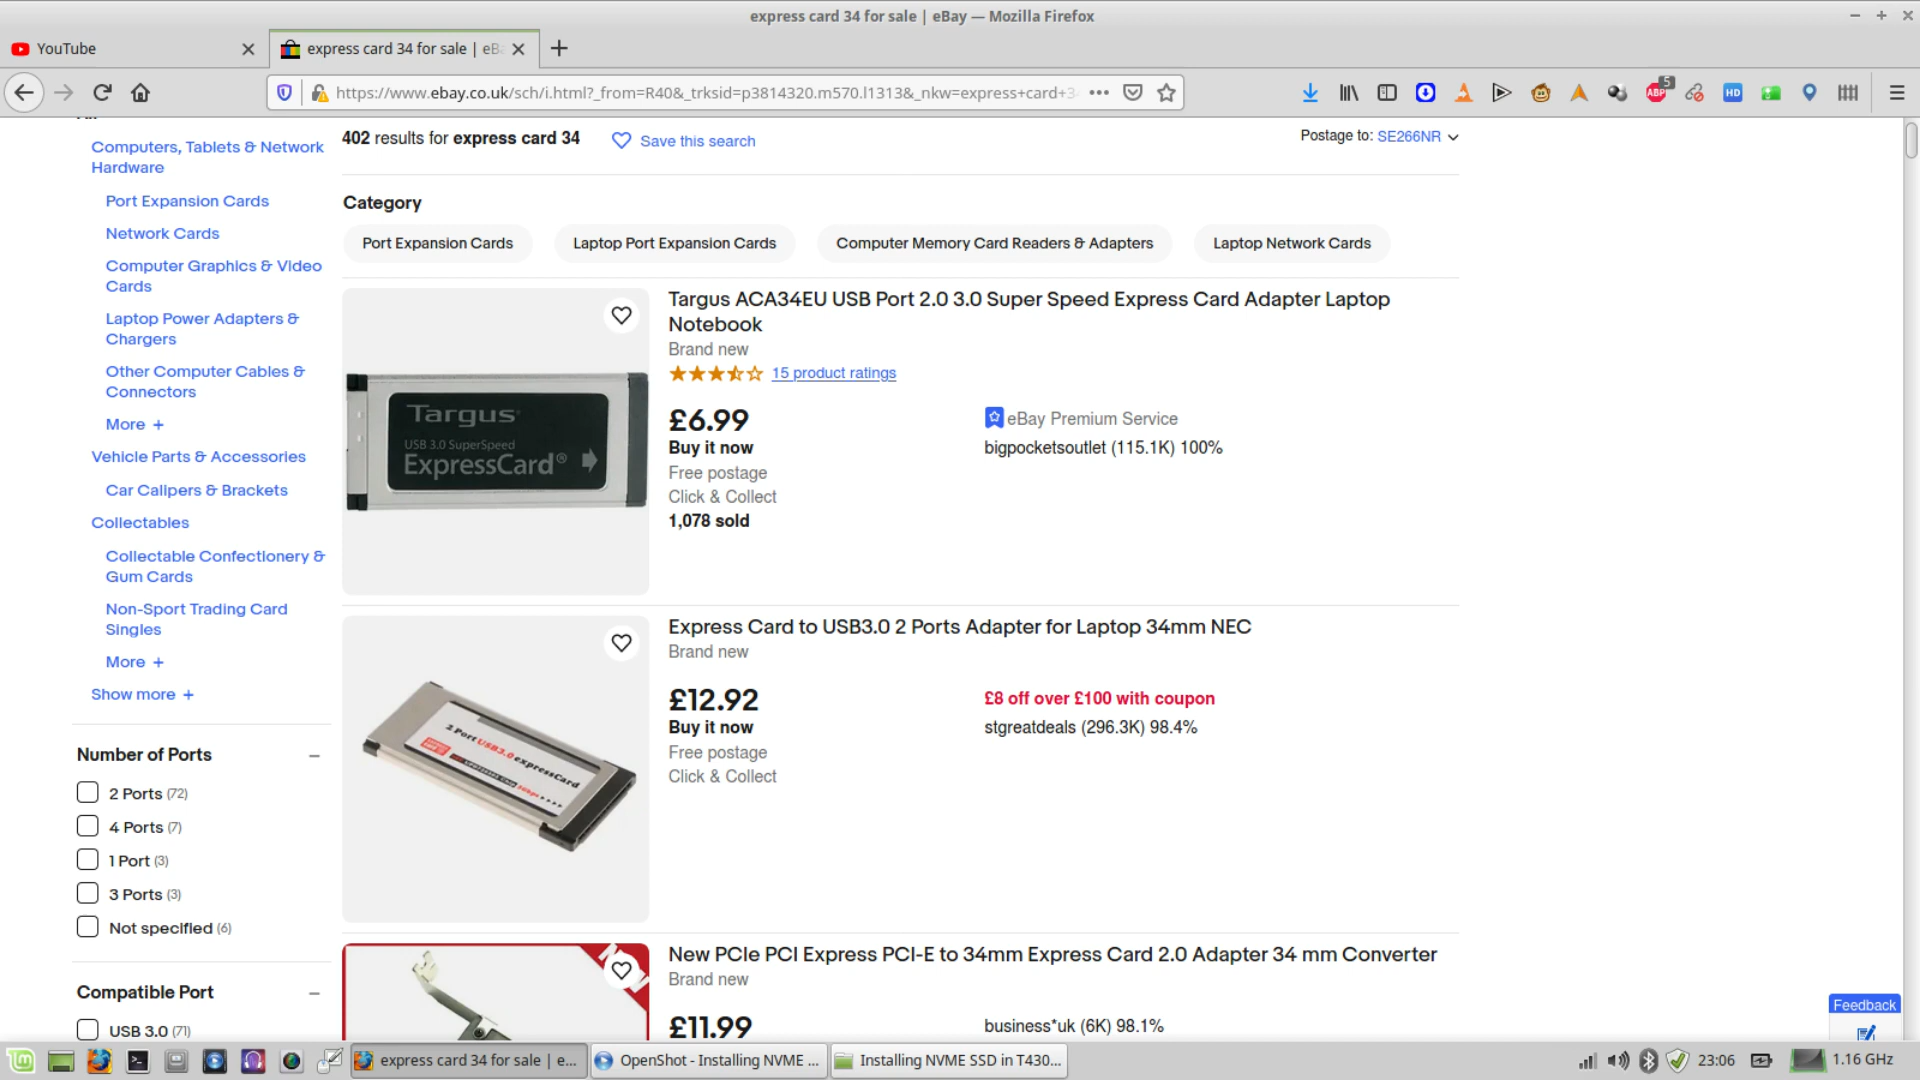 express card 34 for sale | eBay — Mozilla Firefox
YouTube
express card 34 for sale | eB
https://www.ebay.co.uk/sch/i.html?_from=R40&_trksid=p3814320.m570.l1313&_nkw=express+card+3
5
ABP
HD
402 results for express card 34
Save this search
Postage to: SE266NR
Computers, Tablets & Network
Hardware
Port Expansion Cards
Network Cards
Computer Graphics & Video
Cards
Laptop Power Adapters &
Chargers
Other Computer Cables &
Connectors
More +
Vehicle Parts & Accessories
Car Calipers & Brackets
Collectables
Collectable Confectionery &
Gum Cards
Non-Sport Trading Card
Singles
More +
Show more +
Number of Ports
2 Ports (72)
4 Ports (7)
1 Port (3)
3 Ports (3)
Not specified (6)
Compatible Port
USB 3.0 (71)
Category
Port Expansion Cards
Laptop Port Expansion Cards
Computer Memory Card Readers & Adapters
Laptop Network Cards
Targus
USB 3.0 SuperSpeed
ExpressCard®
Targus ACA34EU USB Port 2.0 3.0 Super Speed Express Card Adapter Laptop
Notebook
Brand new
15 product ratings
£6.99
Buy it now
Free postage
Click & Collect
1,078 sold
eBay Premium Service
bigpocketsoutlet (115.1K) 100%
2 Port USB3.0 expressCard
Express Card to USB3.0 2 Ports Adapter for Laptop 34mm NEC
Brand new
£12.92
Buy it now
Free postage
Click & Collect
£8 off over £100 with coupon
stgreatdeals (296.3K) 98.4%
New PCIe PCI Express PCI-E to 34mm Express Card 2.0 Adapter 34 mm Converter
Brand new
£11.99
business*uk (6K) 98.1%
Feedback
express card 34 for sale | e...
OpenShot - Installing NVME ...
Installing NVME SSD in T430...
23:06
1.16 GHz